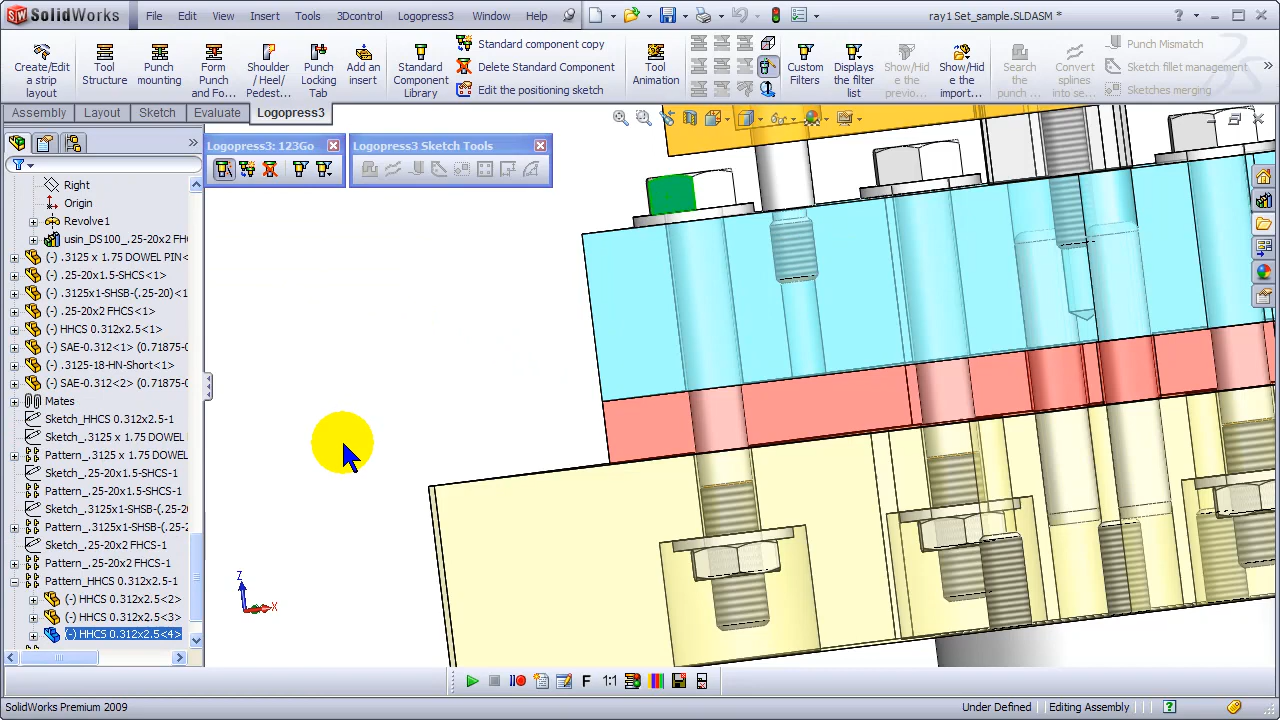 SolidWorks File Edit View Insert Tools 3Dcontrol Logopress3 Window Help ray1 Set_sample.SLDASM *
Create/Edit a stri...
Tool Structure
Punch mounting
Form Punch and Fo...
Shoulder /Heel/ Pedest...
Punch Locking Tab
Add an insert
Standard Component Library
Standard component copy
Delete Standard Component
Edit the positioning sketch
Tool Animation
Custom Filters
Displays the filter list
Show/Hide the previo...
Show/Hide the import...
Search the punch ...
Convert splines into se...
Punch Mismatch
Sketch fillet management
Sketches merging
Assembly Layout Sketch Evaluate Logopress3
Logopress3: 123Go
Logopress3 Sketch Tools
Right
Origin
Revolve1
usin_DS100_.25-20x2 FHC
(-) .3125 x 1.75 DOWEL PIN<
(-) .25-20x1.5-SHCS<1>
(-) .3125x1-SHSB-(.25-20)<1
(-) .25-20x2 FHCS<1>
(-) HHCS 0.312x2.5<1>
(-) SAE-0.312<1> (0.71875-0
(-) .3125-18-HN-Short<1>
(-) SAE-0.312<2> (0.71875-0
Mates
Sketch_HHCS 0.312x2.5-1
Sketch_.3125 x 1.75 DOWEL
Pattern_.3125 x 1.75 DOWEL
Sketch_.25-20x1.5-SHCS-1
Pattern_.25-20x1.5-SHCS-1
Sketch_.3125x1-SHSB-(.25-20
Pattern_.3125x1-SHSB-(.25-2
Sketch_.25-20x2 FHCS-1
Pattern_.25-20x2 FHCS-1
Pattern_HHCS 0.312x2.5-1
(-) HHCS 0.312x2.5<2>
(-) HHCS 0.312x2.5<3>
(-) HHCS 0.312x2.5<4>
Z
X
F 1:1
SolidWorks Premium 2009 Under Defined Editing Assembly